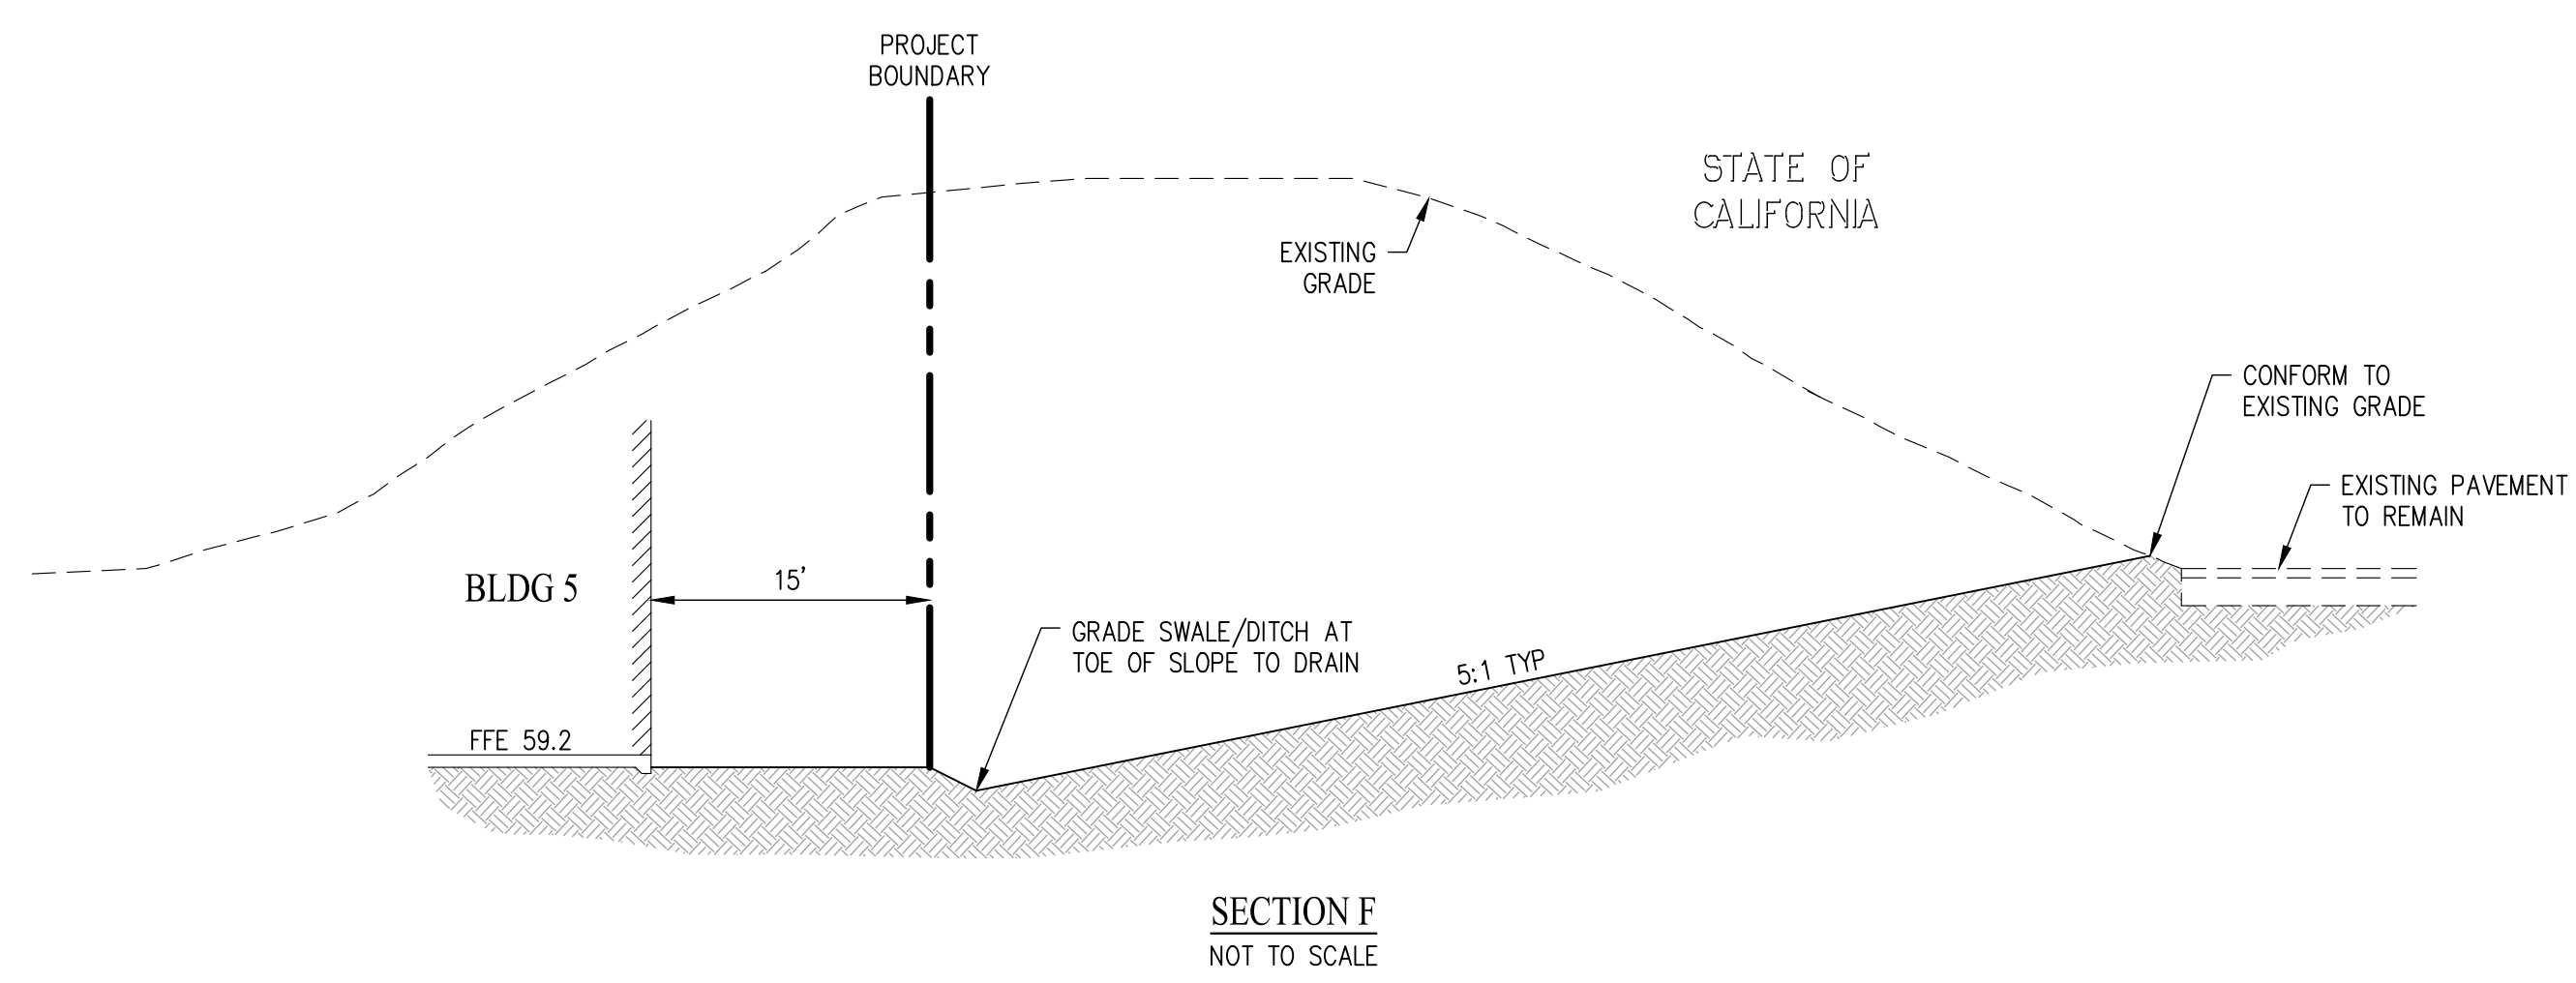 PROJECT
BOUNDARY
STATE OF
CALIFORNIA
EXISTING
GRADE
CONFORM TO
EXISTING GRADE
EXISTING PAVEMENT
TO REMAIN
BLDG 5
15'
GRADE SWALE/DITCH AT
TOE OF SLOPE TO DRAIN
5:1 TYP
FFE 59.2
SECTION F
NOT TO SCALE